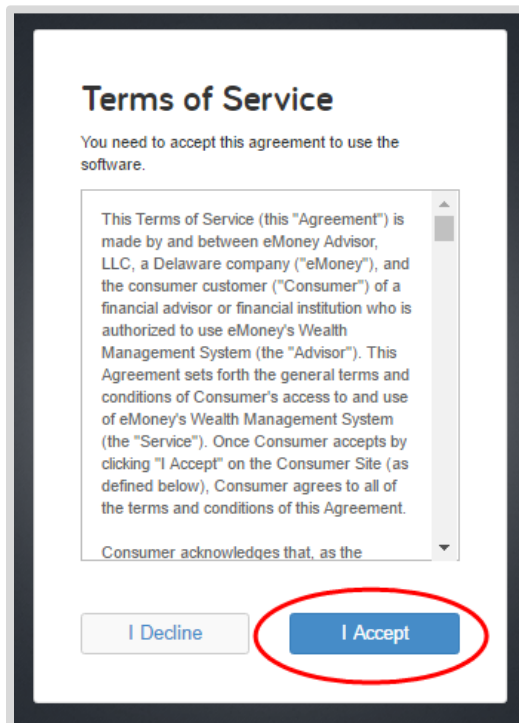 Terms of Service
You need to accept this agreement to use the
software.
This Terms of Service (this "Agreement") is
made by and between eMoney Advisor,
LLC, a Delaware company ("eMoney"), and
the consumer customer ("Consumer") of a
financial advisor or financial institution who is
authorized to use eMoney's Wealth
Management System (the "Advisor"). This
Agreement sets forth the general terms and
conditions of Consumer's access to and use
of eMoney's Wealth Management System
(the "Service"). Once Consumer accepts by
clicking "I Accept" on the Consumer Site (as
defined below), Consumer agrees to all of
the terms and conditions of this Agreement.
Consumer acknowledges that, as the
I Decline
I Accept